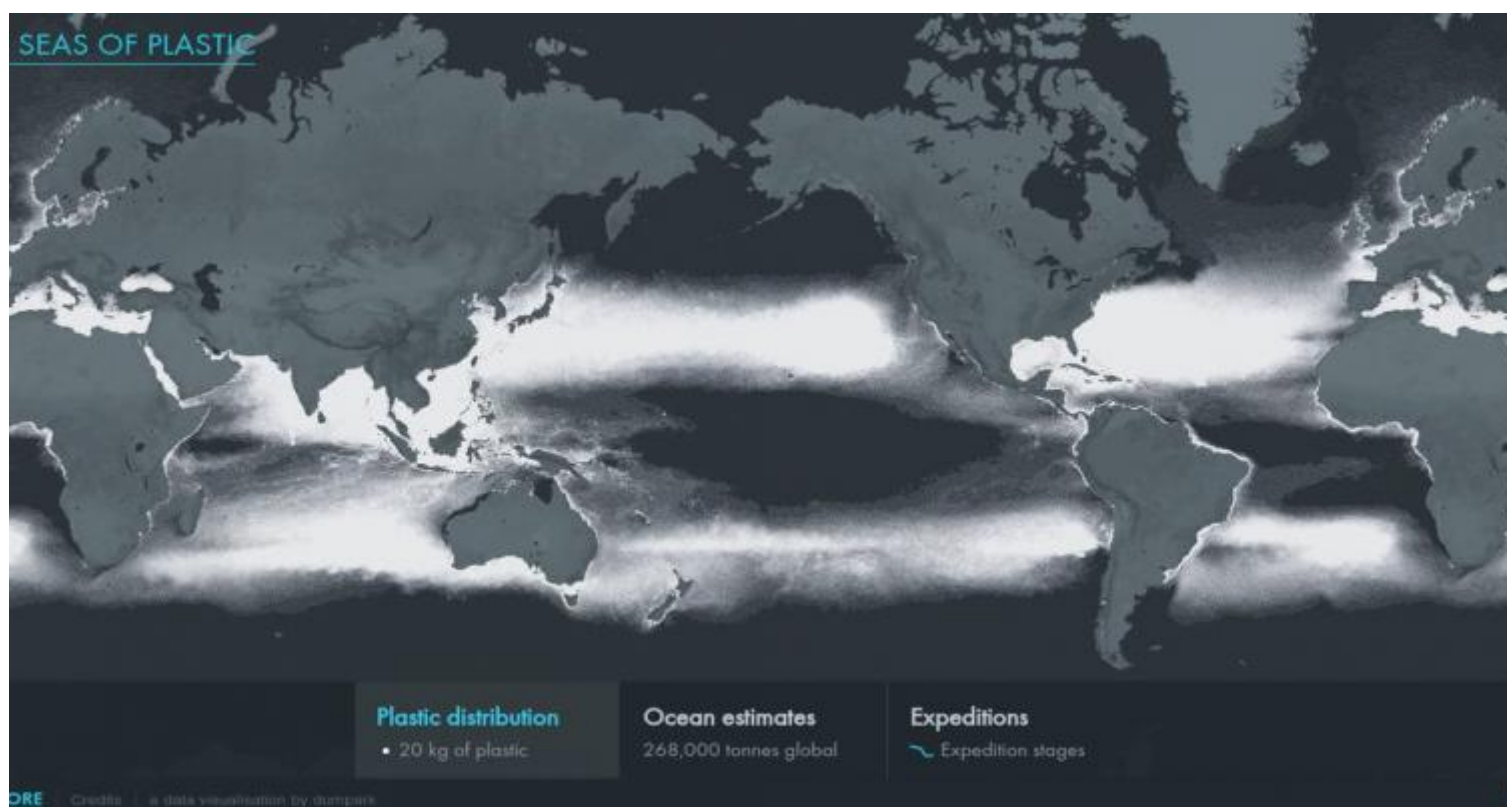 SEAS OF PLASTIC
Plastic distribution
• 20 kg of plastic
Ocean estimates
268,000 tonnes global
Expeditions
Expedition stages
ORE
Credits
a data visualisation by dumpark